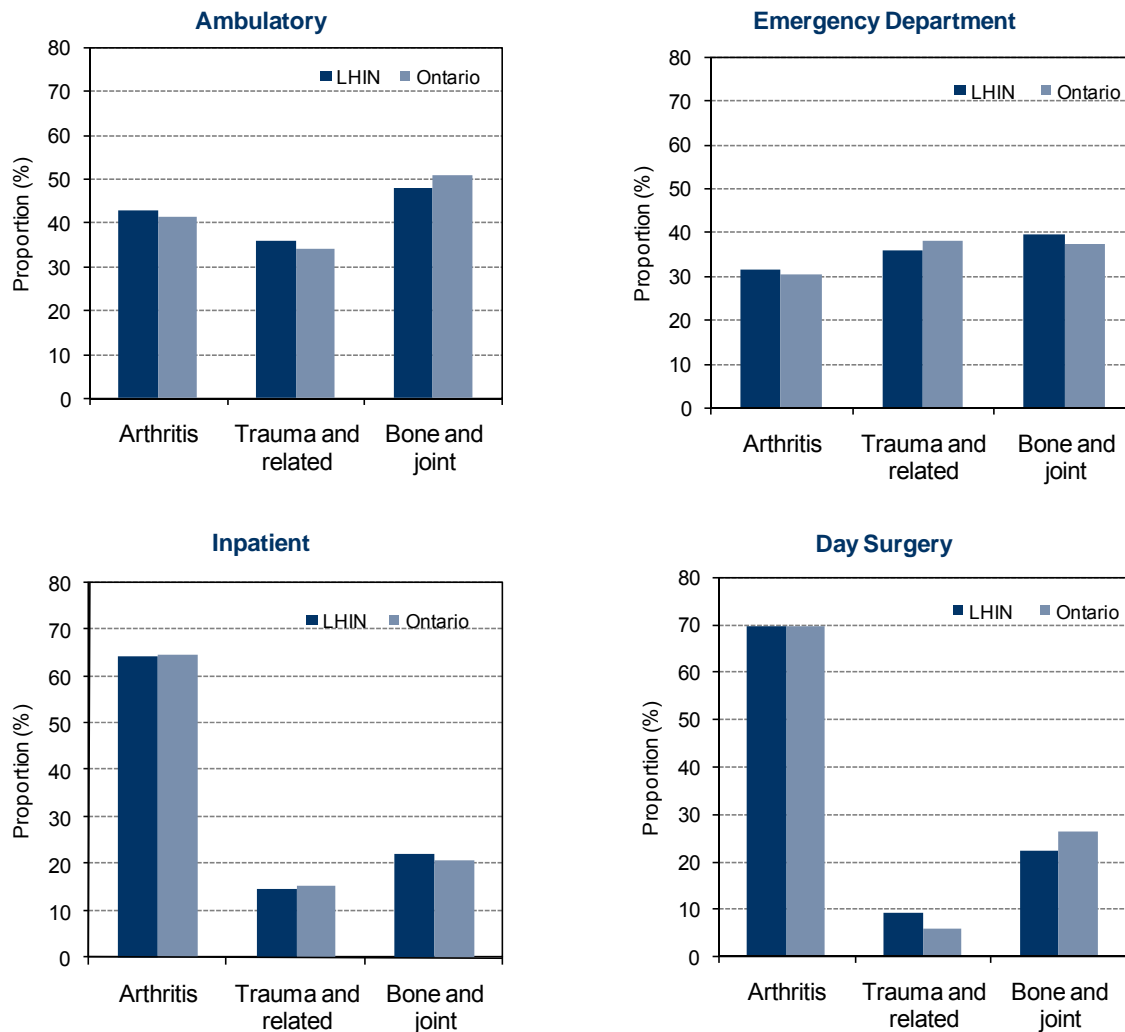 Ambulatory
80
70
60
50
40
30
20
10
0
Proportion (%)
LHIN Ontario
Arthritis Trauma and related Bone and joint
Emergency Department
80
70
60
50
40
30
20
10
0
Proportion (%)
LHIN Ontario
Arthritis Trauma and related Bone and joint
Inpatient
80
70
60
50
40
30
20
10
0
Proportion (%)
LHIN Ontario
Arthritis Trauma and related Bone and joint
Day Surgery
80
70
60
50
40
30
20
10
0
Proportion (%)
LHIN Ontario
Arthritis Trauma and related Bone and joint